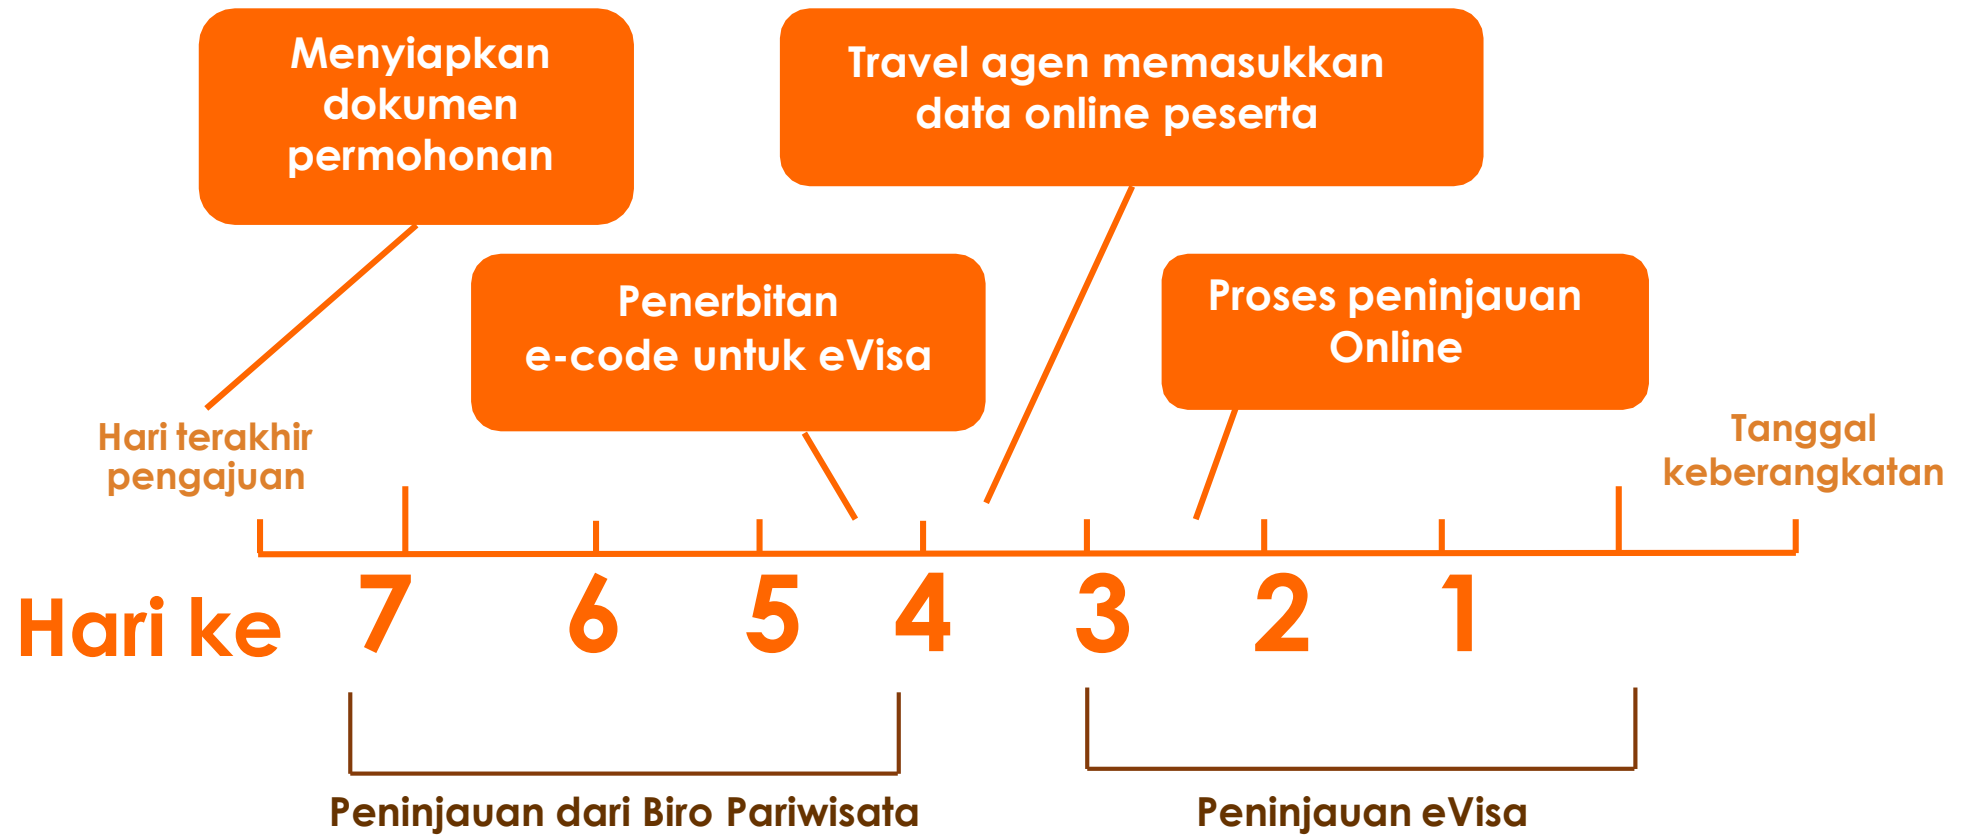 Menyiapkan
dokumen
permohonan
Travel agen memasukkan
data online peserta
Penerbitan
e-code untuk eVisa
Proses peninjauan
Online
Hari terakhir
pengajuan
Tanggal
keberangkatan
Hari ke 7 6 5 4 3 2 1
Peninjauan dari Biro Pariwisata
Peninjauan eVisa